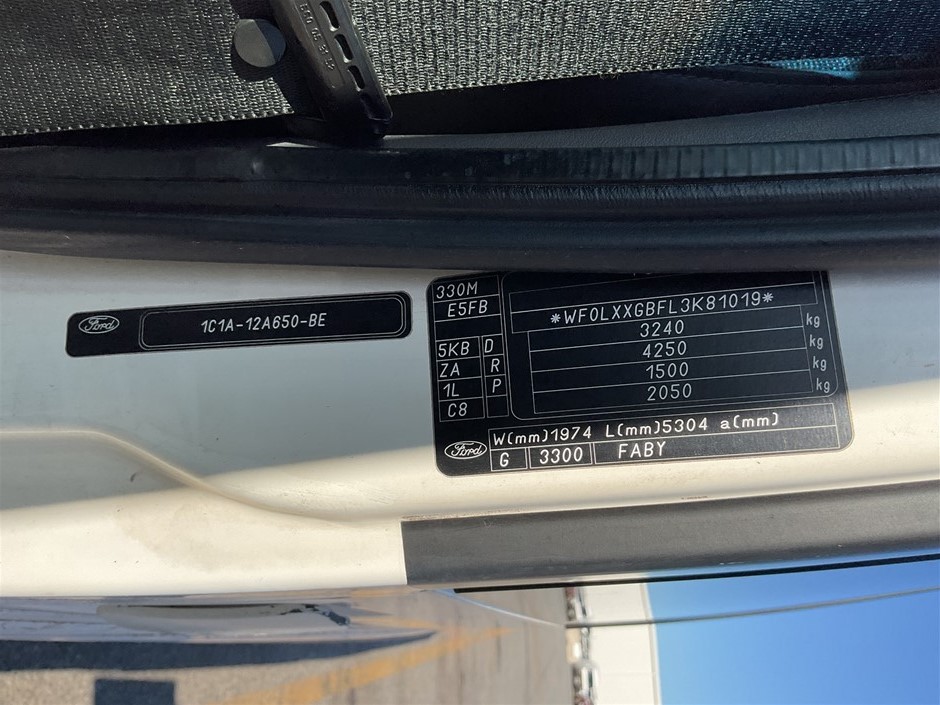 Ford
1C1A-12A650-BE
330M
E5FB
*WF0LXXGBFL3K81019*
3240 kg
5KB D
4250 kg
ZA R
1500 kg
1L P
2050 kg
C8
Ford
W(mm)1974 L(mm)5304 a(mm)
G 3300 FABY